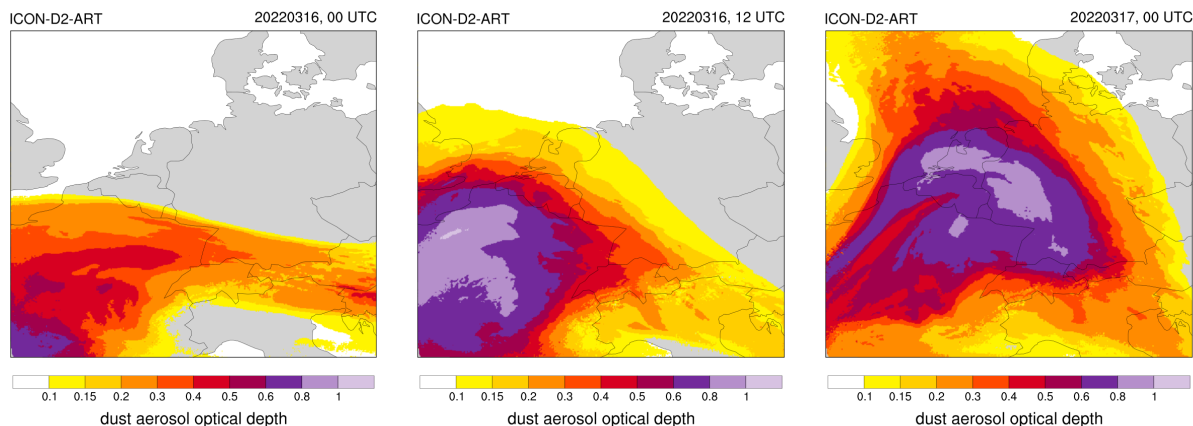 ICON-D2-ART 20220316, 00 UTC
0.1 0.15 0.2 0.3 0.4 0.5 0.6 0.8 1
dust aerosol optical depth
ICON-D2-ART 20220316, 12 UTC
0.1 0.15 0.2 0.3 0.4 0.5 0.6 0.8 1
dust aerosol optical depth
ICON-D2-ART 20220317, 00 UTC
0.1 0.15 0.2 0.3 0.4 0.5 0.6 0.8 1
dust aerosol optical depth